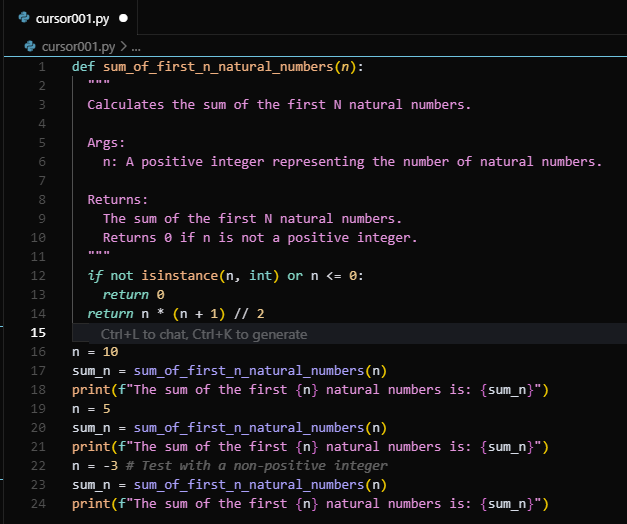 cursor001.py ●
cursor001.py > ...
1 def sum_of_first_n_natural_numbers(n):
2   """
3   Calculates the sum of the first N natural numbers.
4
5   Args:
6     n: A positive integer representing the number of natural numbers.
7
8   Returns:
9     The sum of the first N natural numbers.
10     Returns 0 if n is not a positive integer.
11   """
12   if not isinstance(n, int) or n <= 0:
13     return 0
14   return n * (n + 1) // 2
15 Ctrl+L to chat, Ctrl+K to generate
16 n = 10
17 sum_n = sum_of_first_n_natural_numbers(n)
18 print(f"The sum of the first {n} natural numbers is: {sum_n}")
19 n = 5
20 sum_n = sum_of_first_n_natural_numbers(n)
21 print(f"The sum of the first {n} natural numbers is: {sum_n}")
22 n = -3 # Test with a non-positive integer
23 sum_n = sum_of_first_n_natural_numbers(n)
24 print(f"The sum of the first {n} natural numbers is: {sum_n}")